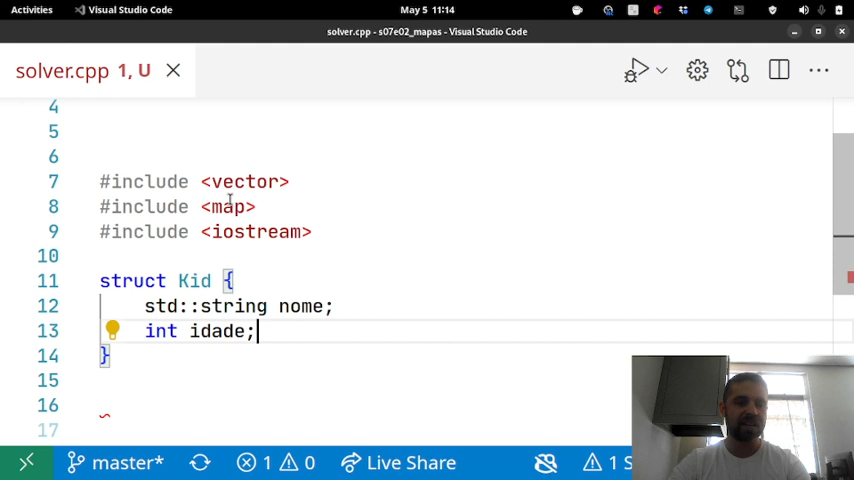 Activities Visual Studio Code May 5 11:14
solver.cpp - s07e02_mapas - Visual Studio Code
solver.cpp 1, U
4
5
6
7 #include <vector>
8 #include <map>
9 #include <iostream>
10
11 struct Kid {
12 std::string nome;
13 int idade;
14 }
15
16
17
master* 1 0 Live Share 1 S